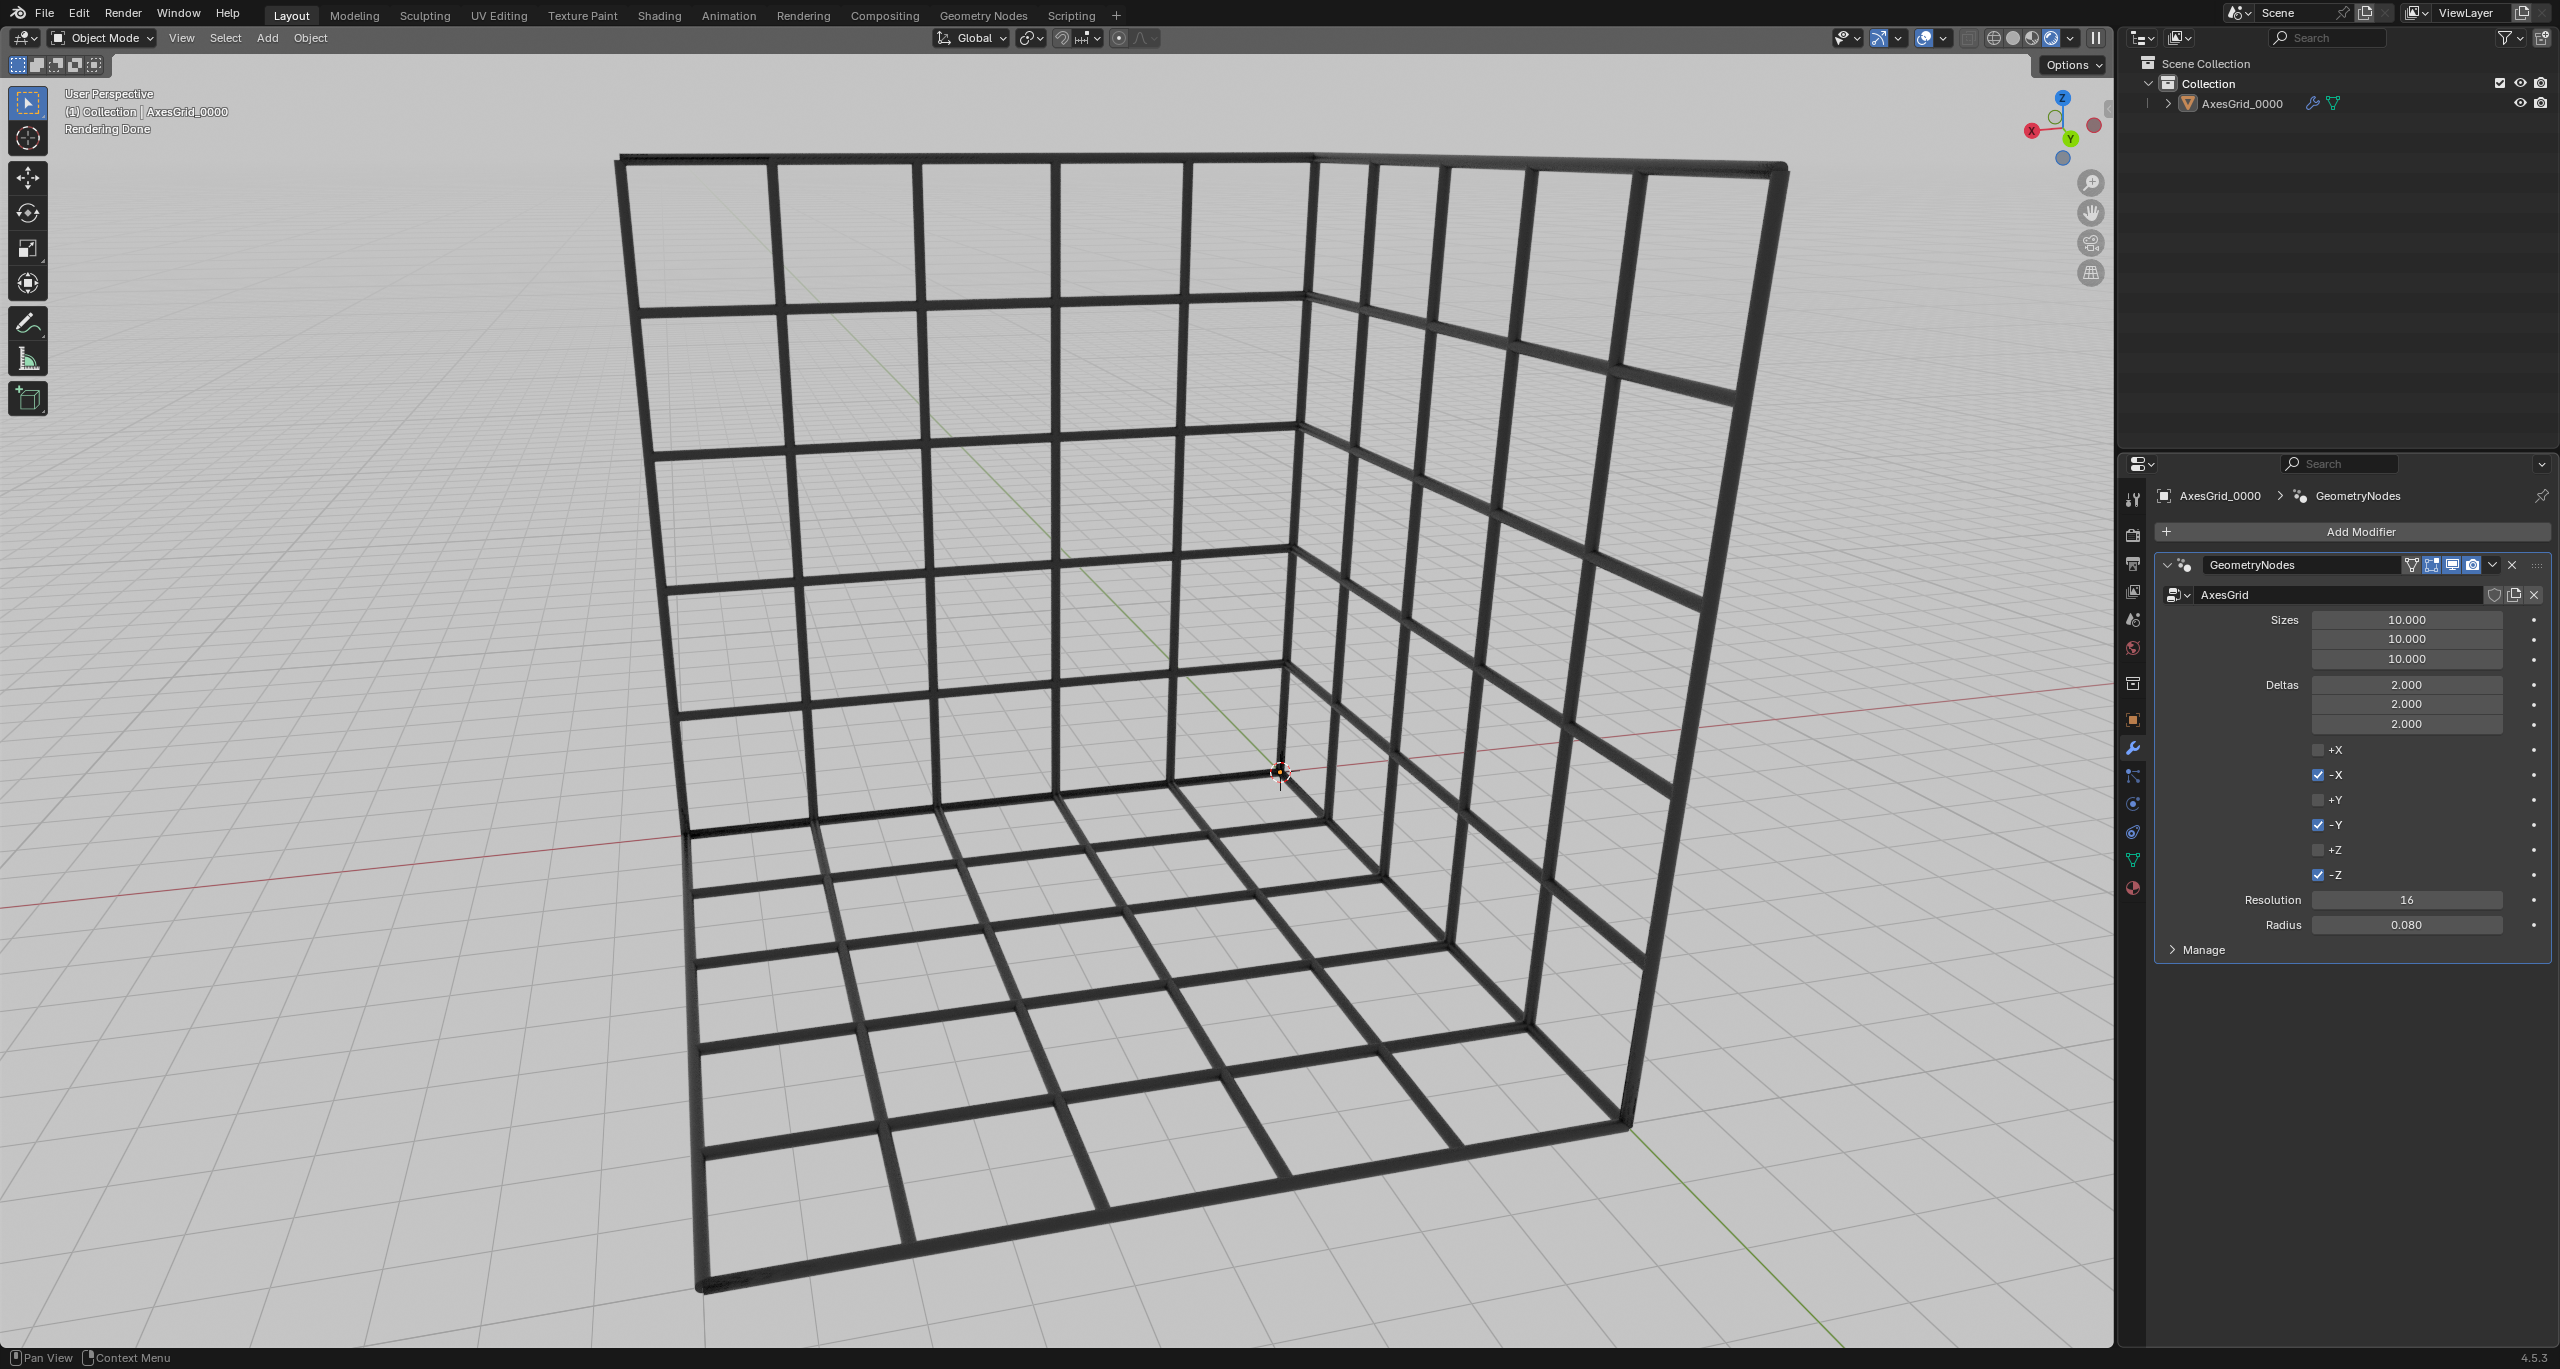 File Edit Render Window Help Layout Modeling Sculpting UV Editing Texture Paint Shading Animation Rendering Compositing Geometry Nodes Scripting + Scene ViewLayer
Object Mode View Select Add Object Global Search
Options
User Perspective
(1) Collection | AxesGrid_0000
Rendering Done
Z
X
Y
Scene Collection
Collection
AxesGrid_0000
Search
AxesGrid_0000 > GeometryNodes
+ Add Modifier
GeometryNodes
AxesGrid
Sizes 10.000
10.000
10.000
Deltas 2.000
2.000
2.000
+X
-X
+Y
-Y
+Z
-Z
Resolution 16
Radius 0.080
Manage
Pan View Context Menu 4.5.3